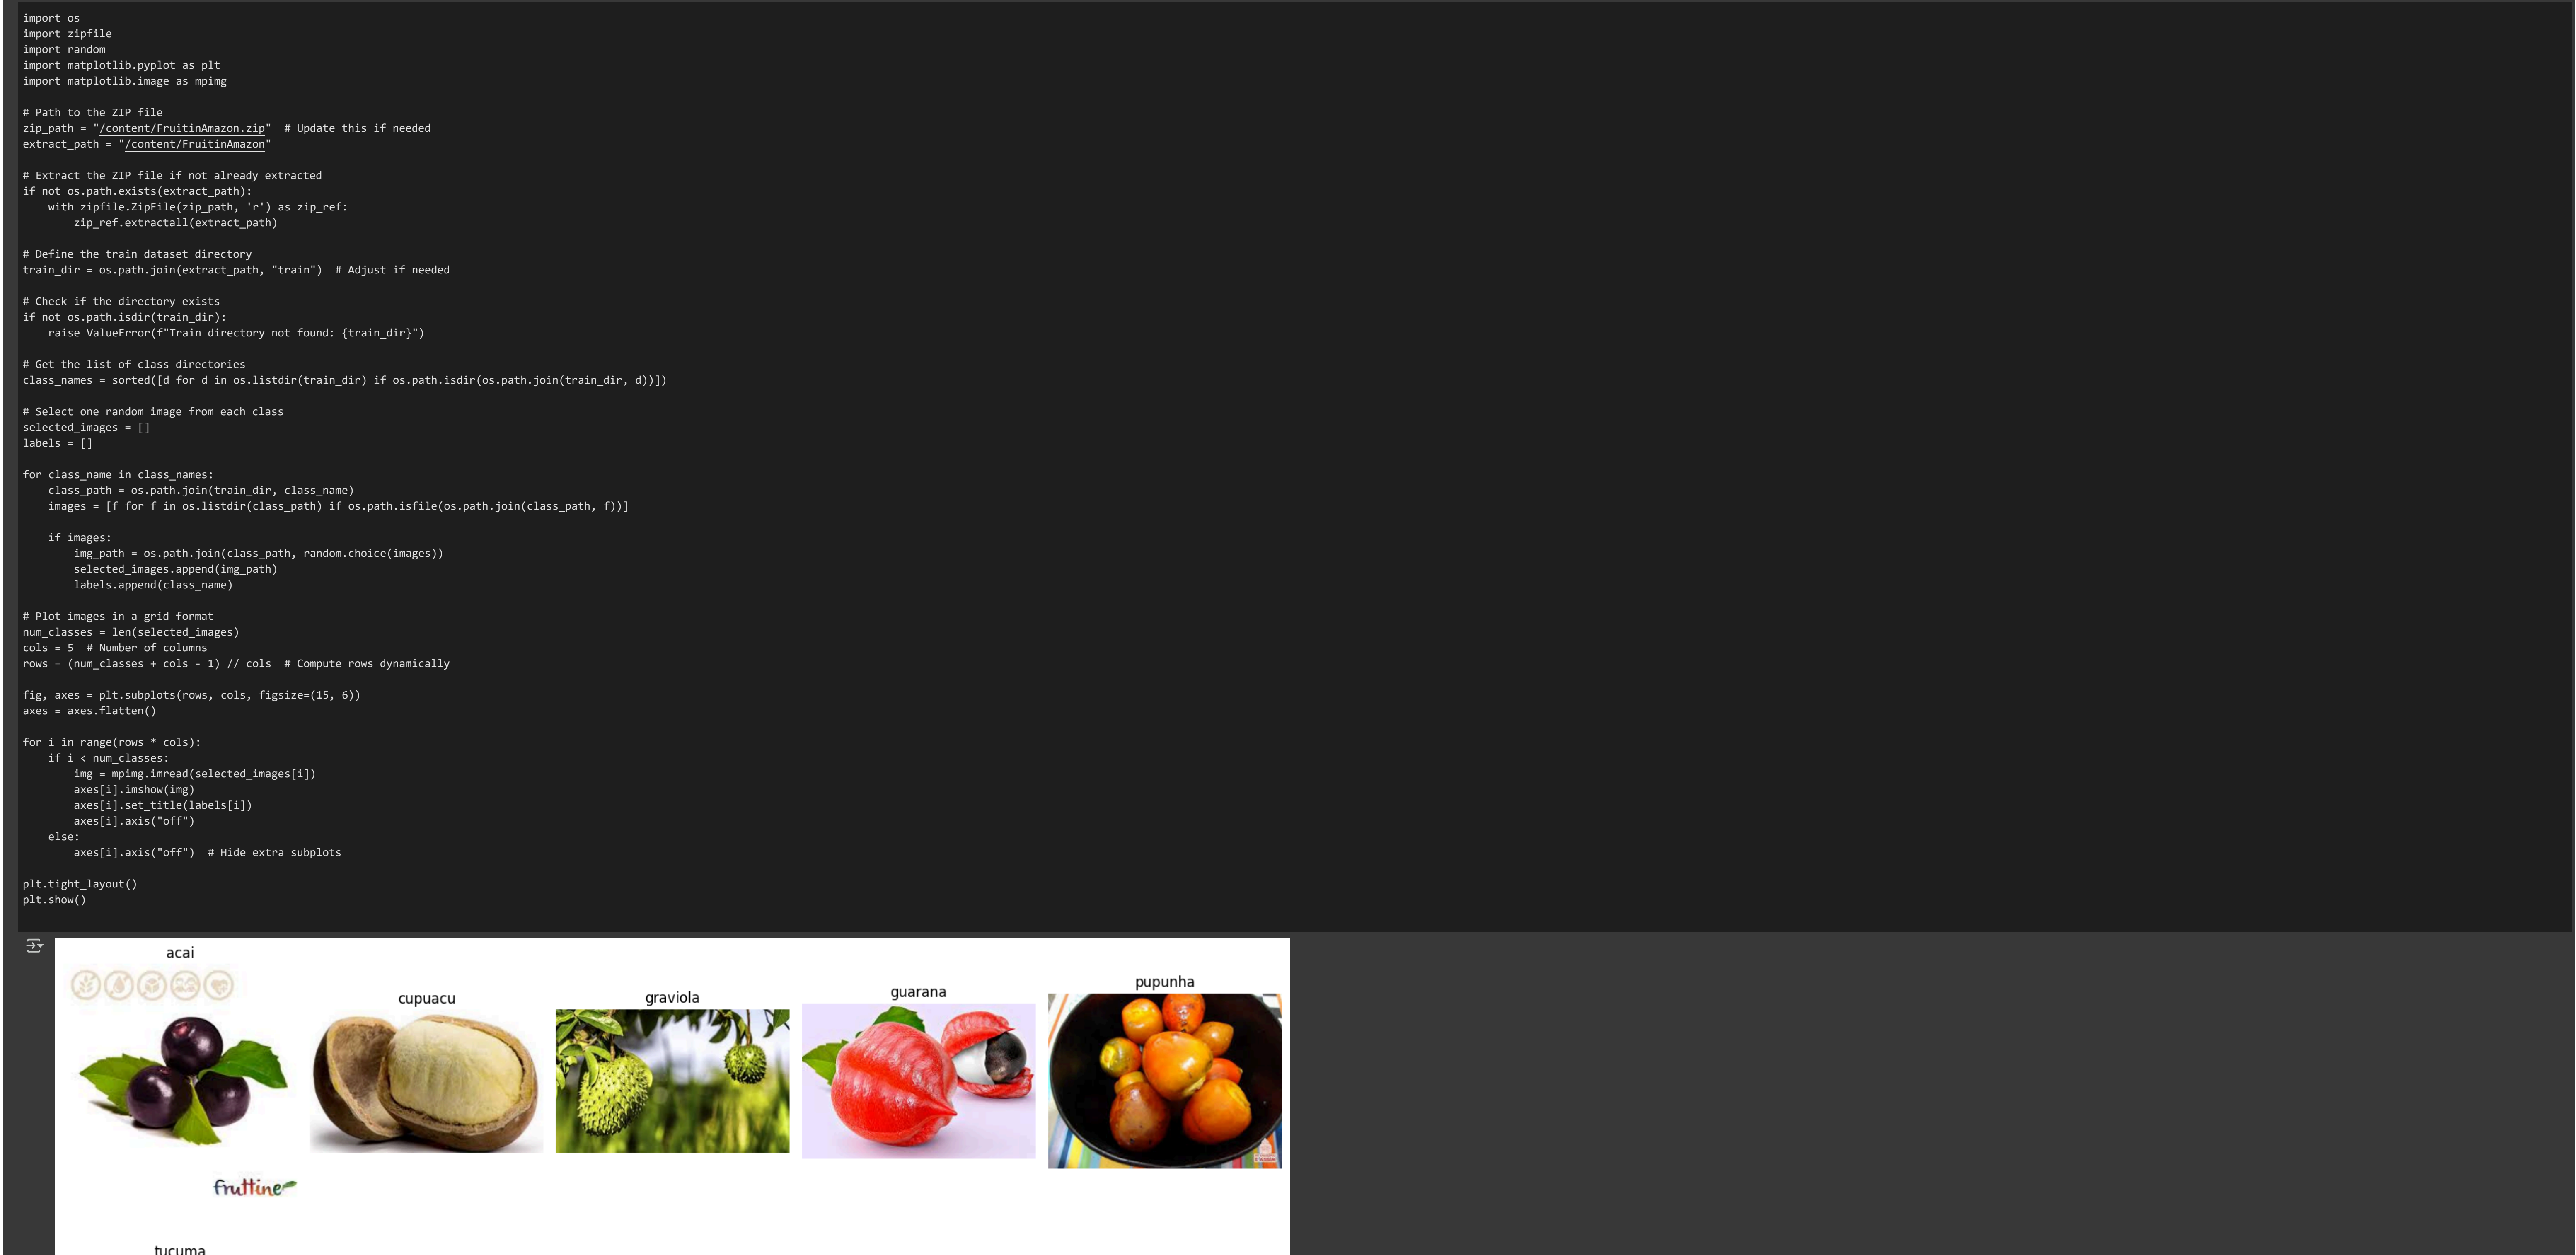 import os
import zipfile
import random
import matplotlib.pyplot as plt
import matplotlib.image as mpimg

# Path to the ZIP file
zip_path = "/content/FruitinAmazon.zip"  # Update this if needed
extract_path = "/content/FruitinAmazon"

# Extract the ZIP file if not already extracted
if not os.path.exists(extract_path):
    with zipfile.ZipFile(zip_path, 'r') as zip_ref:
        zip_ref.extractall(extract_path)

# Define the train dataset directory
train_dir = os.path.join(extract_path, "train")  # Adjust if needed

# Check if the directory exists
if not os.path.isdir(train_dir):
    raise ValueError(f"Train directory not found: {train_dir}")

# Get the list of class directories
class_names = sorted([d for d in os.listdir(train_dir) if os.path.isdir(os.path.join(train_dir, d))])

# Select one random image from each class
selected_images = []
labels = []

for class_name in class_names:
    class_path = os.path.join(train_dir, class_name)
    images = [f for f in os.listdir(class_path) if os.path.isfile(os.path.join(class_path, f))]

    if images:
        img_path = os.path.join(class_path, random.choice(images))
        selected_images.append(img_path)
        labels.append(class_name)

# Plot images in a grid format
num_classes = len(selected_images)
cols = 5  # Number of columns
rows = (num_classes + cols - 1) // cols  # Compute rows dynamically

fig, axes = plt.subplots(rows, cols, figsize=(15, 6))
axes = axes.flatten()

for i in range(rows * cols):
    if i < num_classes:
        img = mpimg.imread(selected_images[i])
        axes[i].imshow(img)
        axes[i].set_title(labels[i])
        axes[i].axis("off")
    else:
        axes[i].axis("off")  # Hide extra subplots

plt.tight_layout()
plt.show()

acai
cupuacu
graviola
guarana
pupunha
fruttine
tucuma